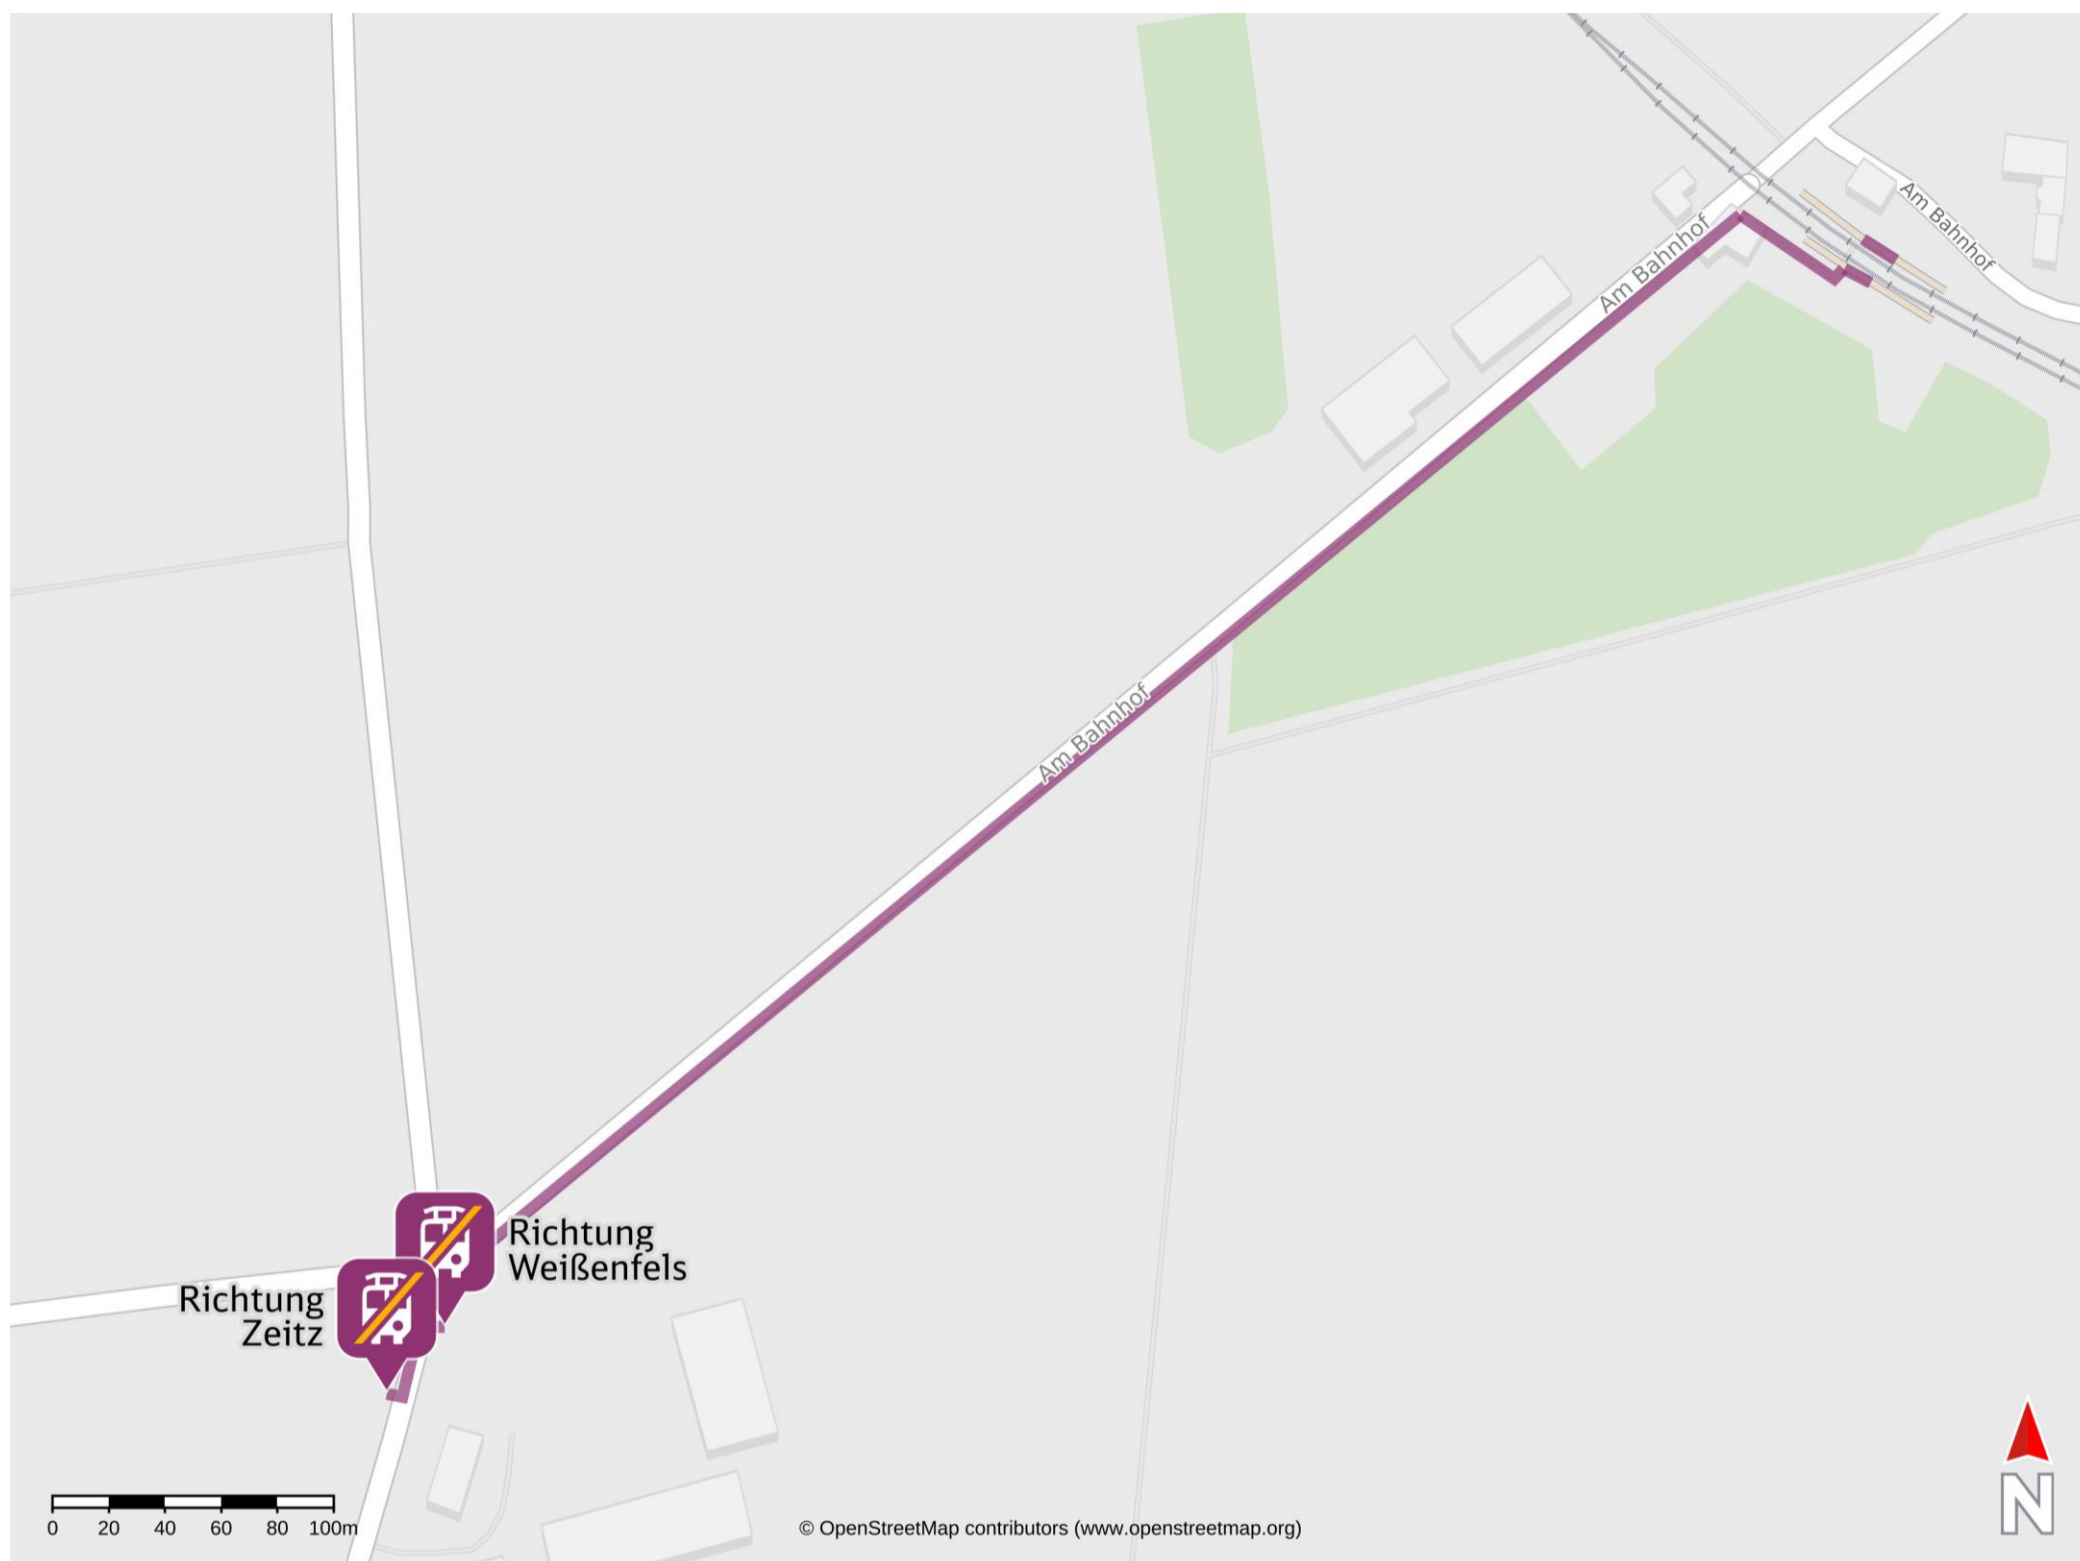 Am Bahnhof
Am Bahnhof
Am Bahnhof
Richtung
Weißenfels
Richtung
Zeitz
0 20 40 60 80 100m
© OpenStreetMap contributors (www.openstreetmap.org)
N